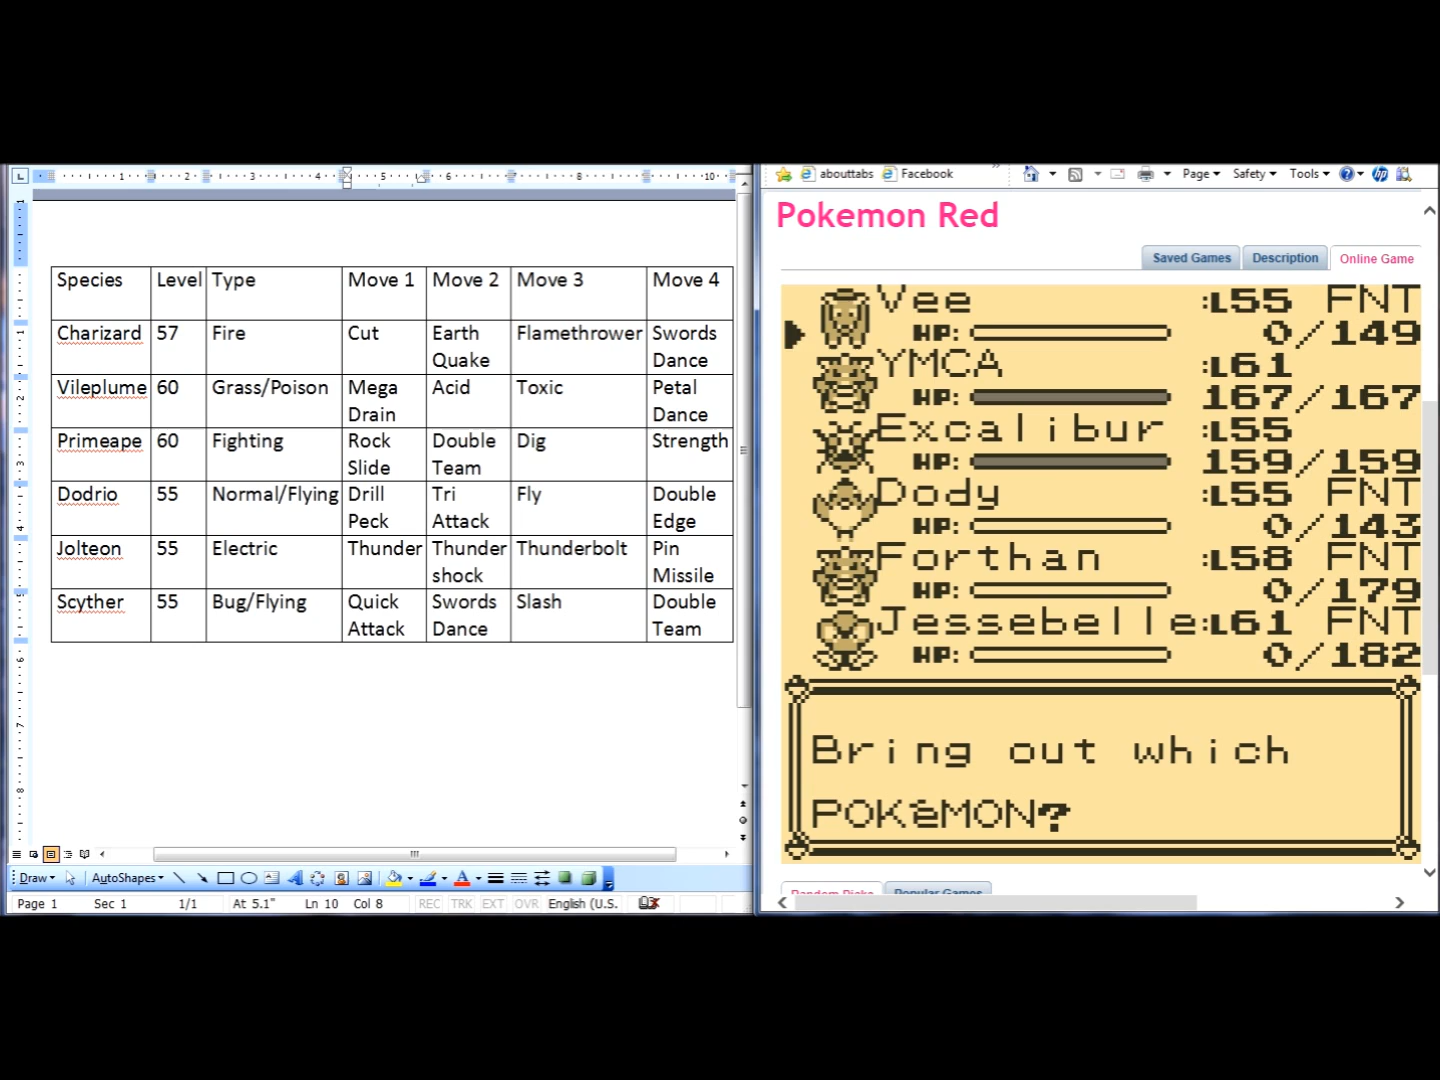 abouttabs Facebook Page Safety Tools
Pokemon Red
Saved Games Description Online Game
Species Level Type Move 1 Move 2 Move 3 Move 4
Charizard 57 Fire Cut Earth Quake Flamethrower Swords Dance
Vileplume 60 Grass/Poison Mega Drain Acid Toxic Petal Dance
Primeape 60 Fighting Rock Slide Double Team Dig Strength
Dodrio 55 Normal/Flying Drill Peck Tri Attack Fly Double Edge
Jolteon 55 Electric Thunder Thunder shock Thunderbolt Pin Missile
Scyther 55 Bug/Flying Quick Attack Swords Dance Slash Double Team
Draw AutoShapes
Page 1 Sec 1 1/1 At 5.1" Ln 10 Col 8 REC TRK EXT OVR English (U.S.
Vee :L55 FNT
HP: 0/149
YMCA :L61
HP: 167/167
Excalibur :L55
HP: 159/159
Dody :L55 FNT
HP: 0/143
Forthan :L58 FNT
HP: 0/179
Jessebelle:L61 FNT
HP: 0/182
Bring out which
POKéMON?
Random Picks Popular Games